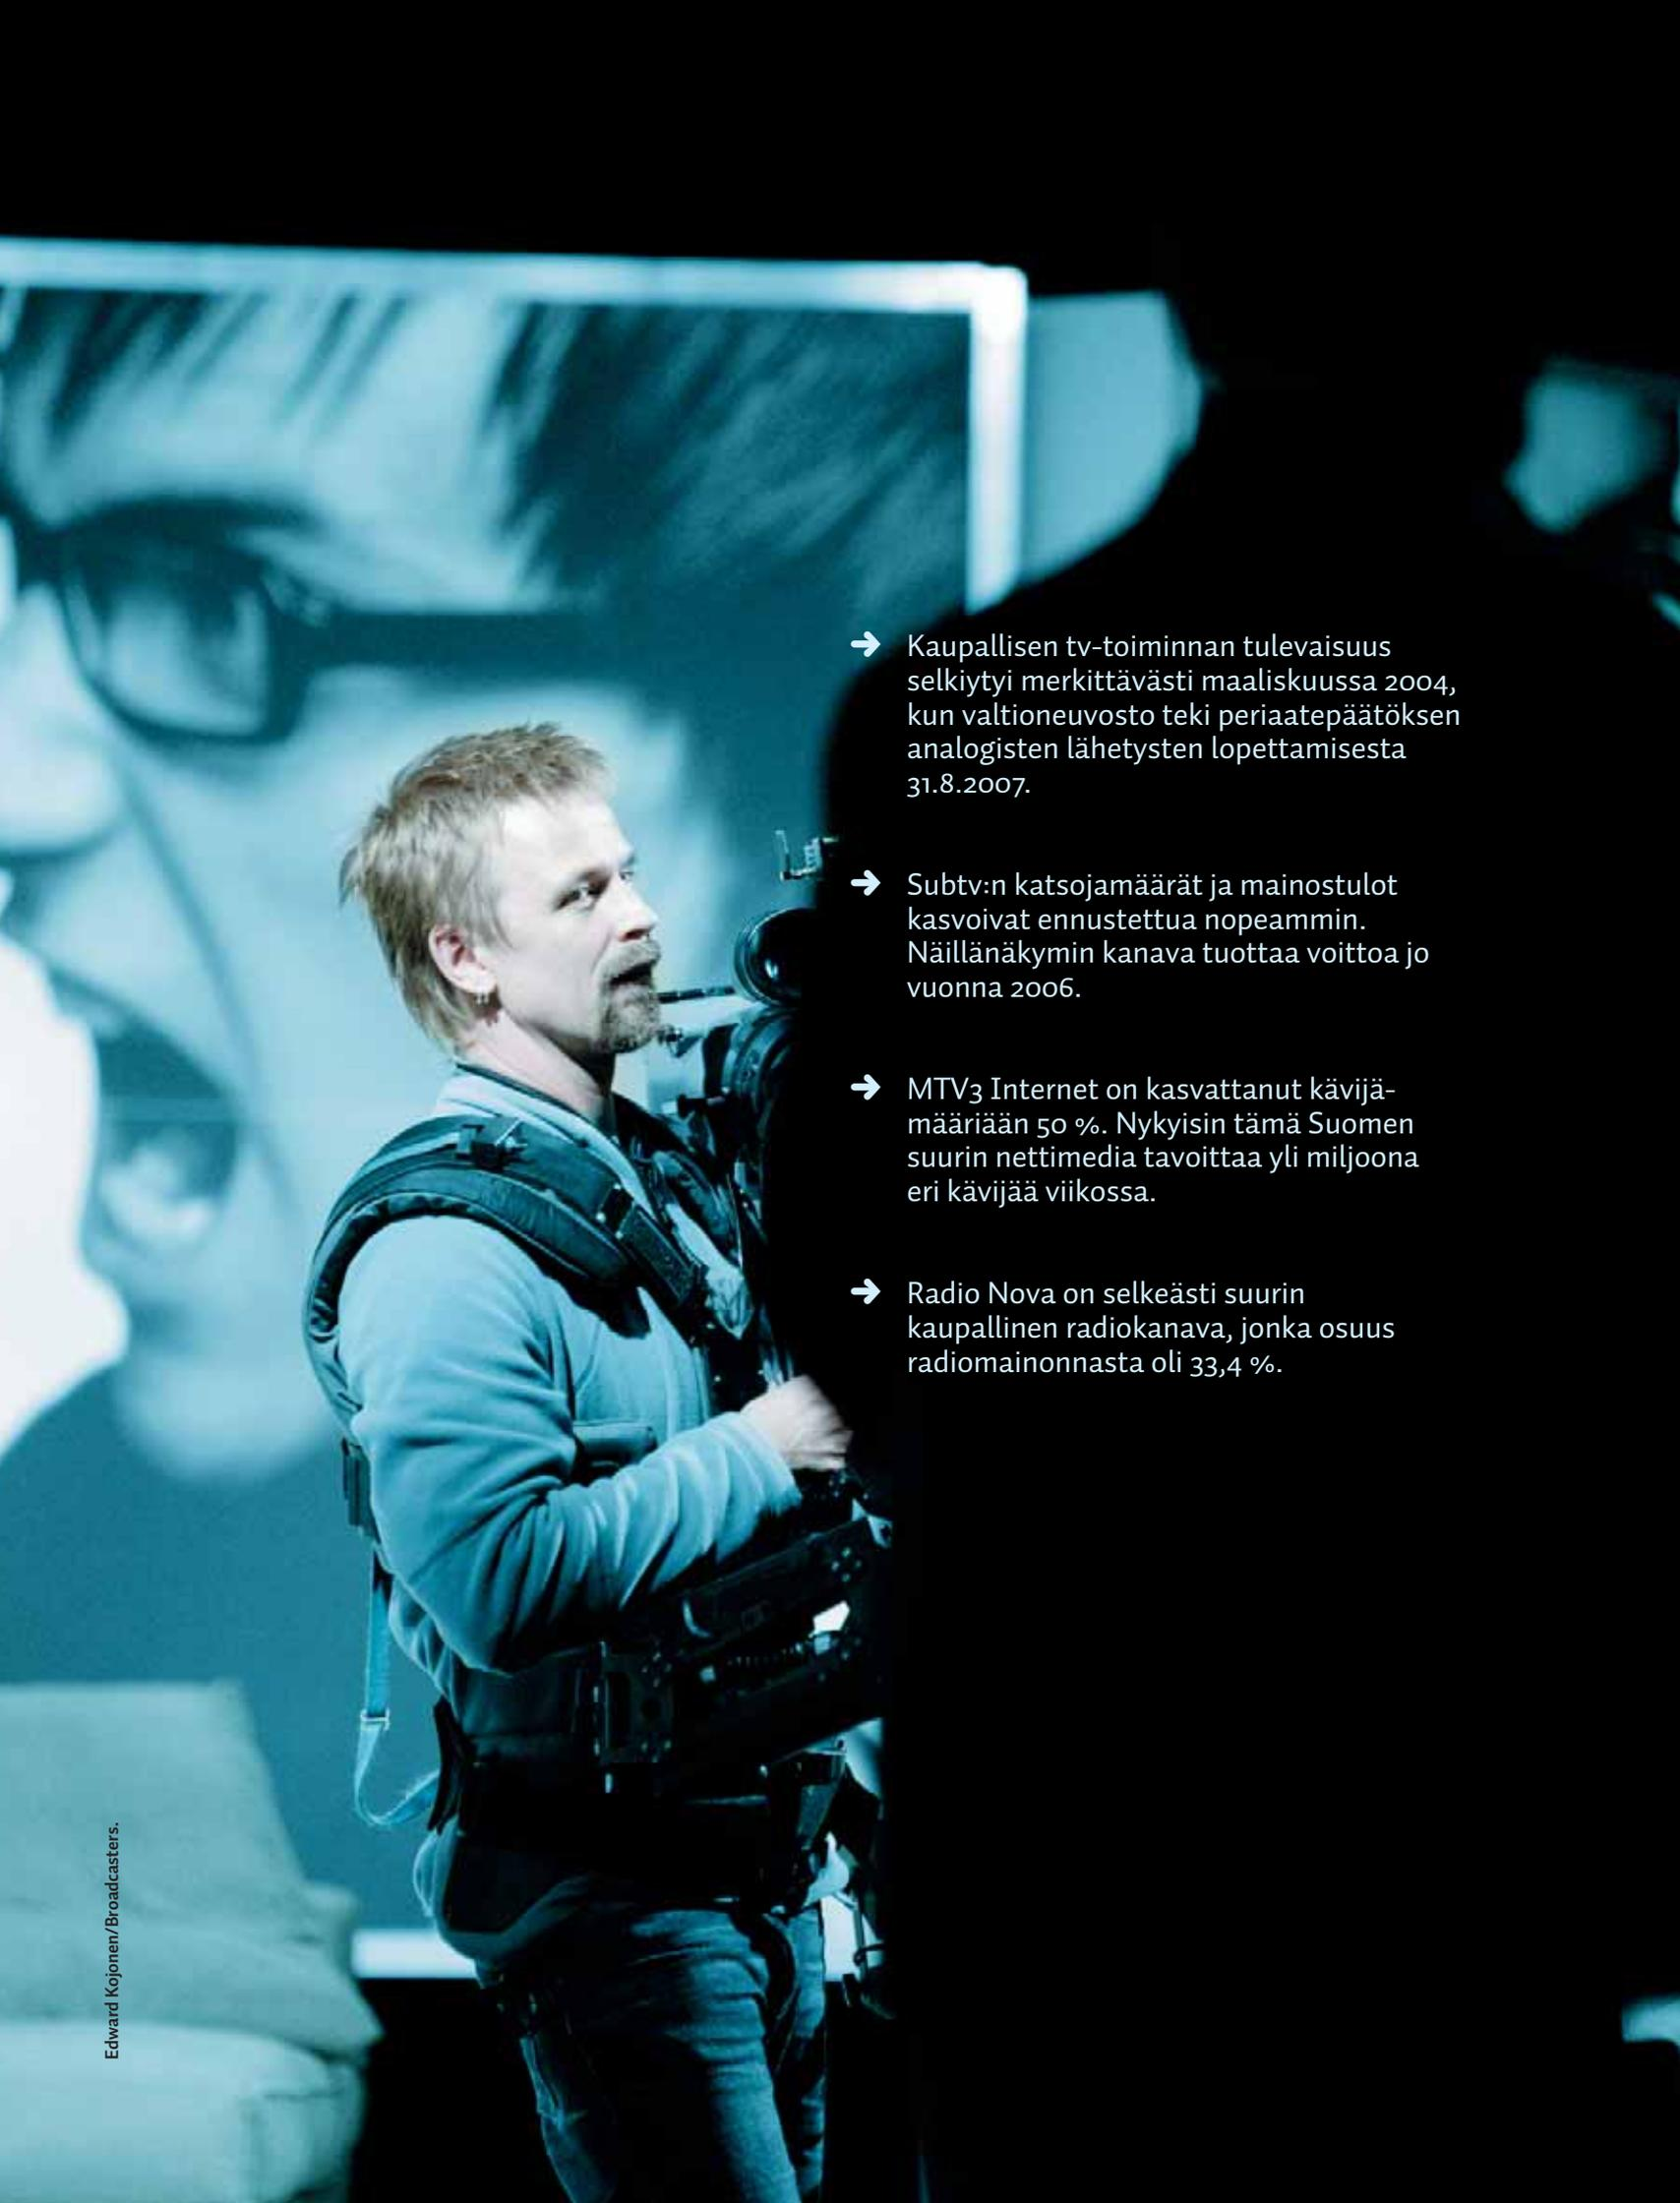 → Kaupallisen tv-toiminnan tulevaisuus
selkiytyi merkittävästi maaliskuussa 2004,
kun valtioneuvosto teki periaatepäätöksen
analogisten lähetysten lopettamisesta
31.8.2007.
→ Subtv:n katsojamäärät ja mainostulot
kasvoivat ennustettua nopeammin.
Näillänäkymin kanava tuottaa voittoa jo
vuonna 2006.
→ MTV3 Internet on kasvattanut kävijä-
määriään 50 %. Nykyisin tämä Suomen
suurin nettimedia tavoittaa yli miljoona
eri kävijää viikossa.
→ Radio Nova on selkeästi suurin
kaupallinen radiokanava, jonka osuus
radiomainonnasta oli 33,4 %.
Edward Kojonen/Broadcasters.